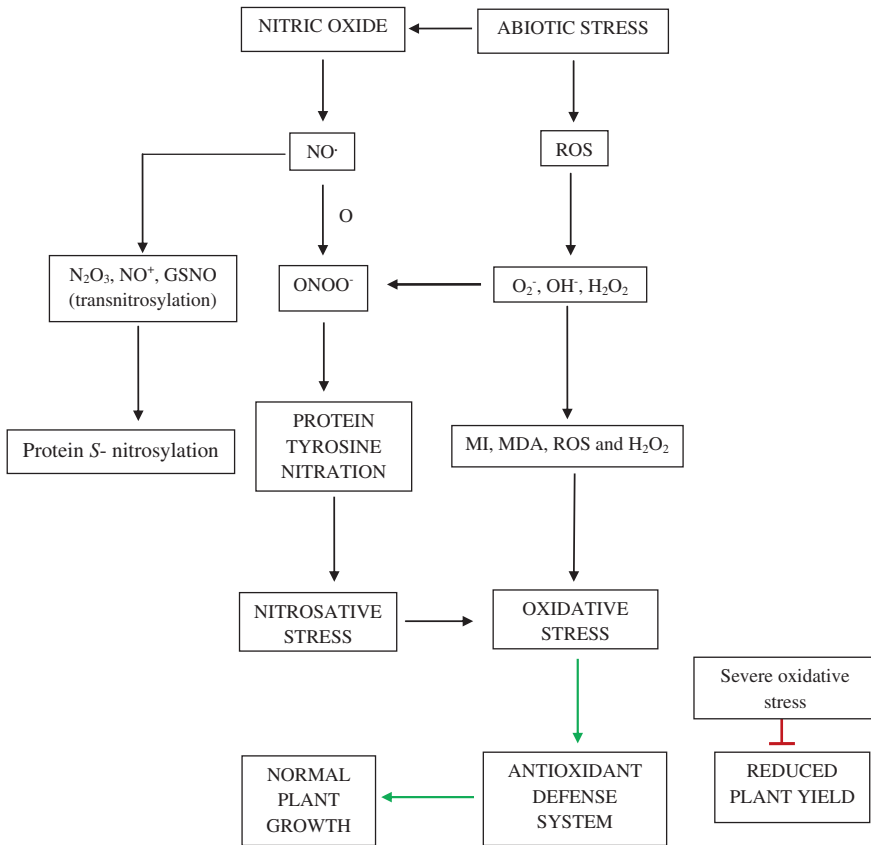 NITRIC OXIDE
ABIOTIC STRESS
NO·
ROS
O
N₂O₃, NO⁺, GSNO
(transnitrosylation)
ONOO⁻
O₂⁻, OH⁻, H₂O₂
PROTEIN
TYROSINE
NITRATION
Protein S- nitrosylation
MI, MDA, ROS and H₂O₂
NITROSATIVE
STRESS
OXIDATIVE
STRESS
Severe oxidative
stress
NORMAL
PLANT
GROWTH
ANTIOXIDANT
DEFENSE
SYSTEM
REDUCED
PLANT YIELD